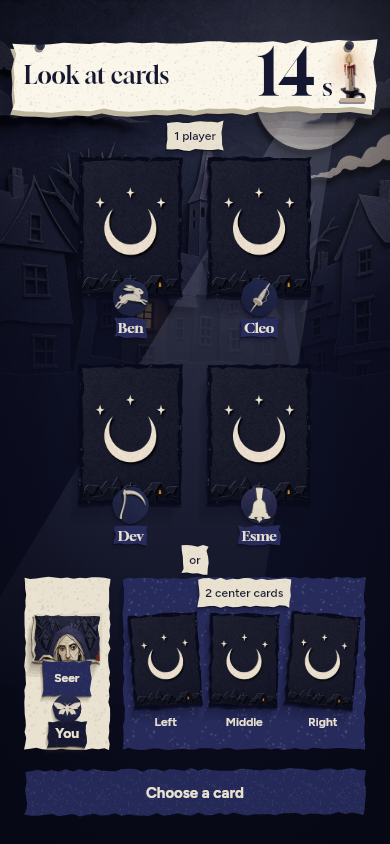 Look at cards
14 s
1 player
Ben
Cleo
Dev
Esme
or
2 center cards
Seer
You
Left
Middle
Right
Choose a card